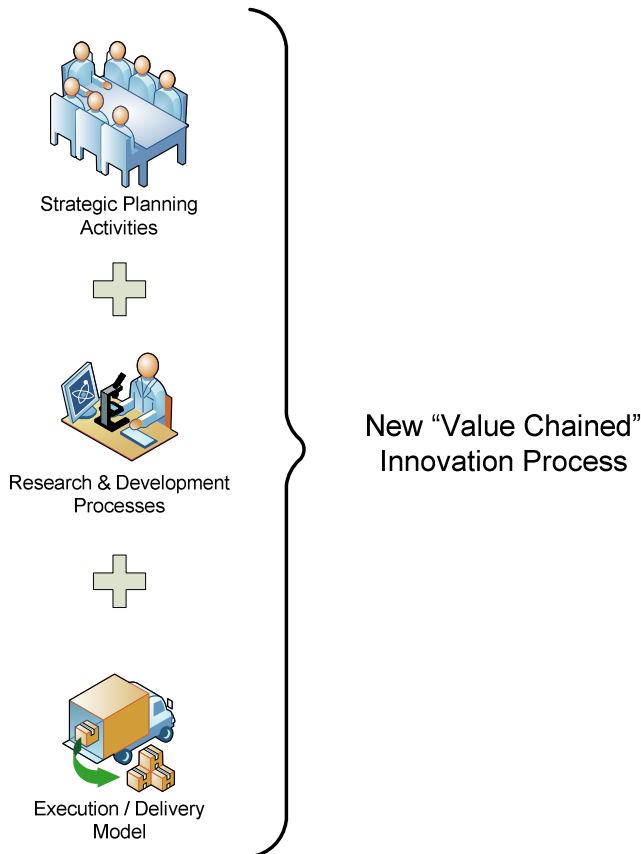 Strategic Planning
Activities
Research & Development
Processes
Execution / Delivery
Model
New “Value Chained”
Innovation Process